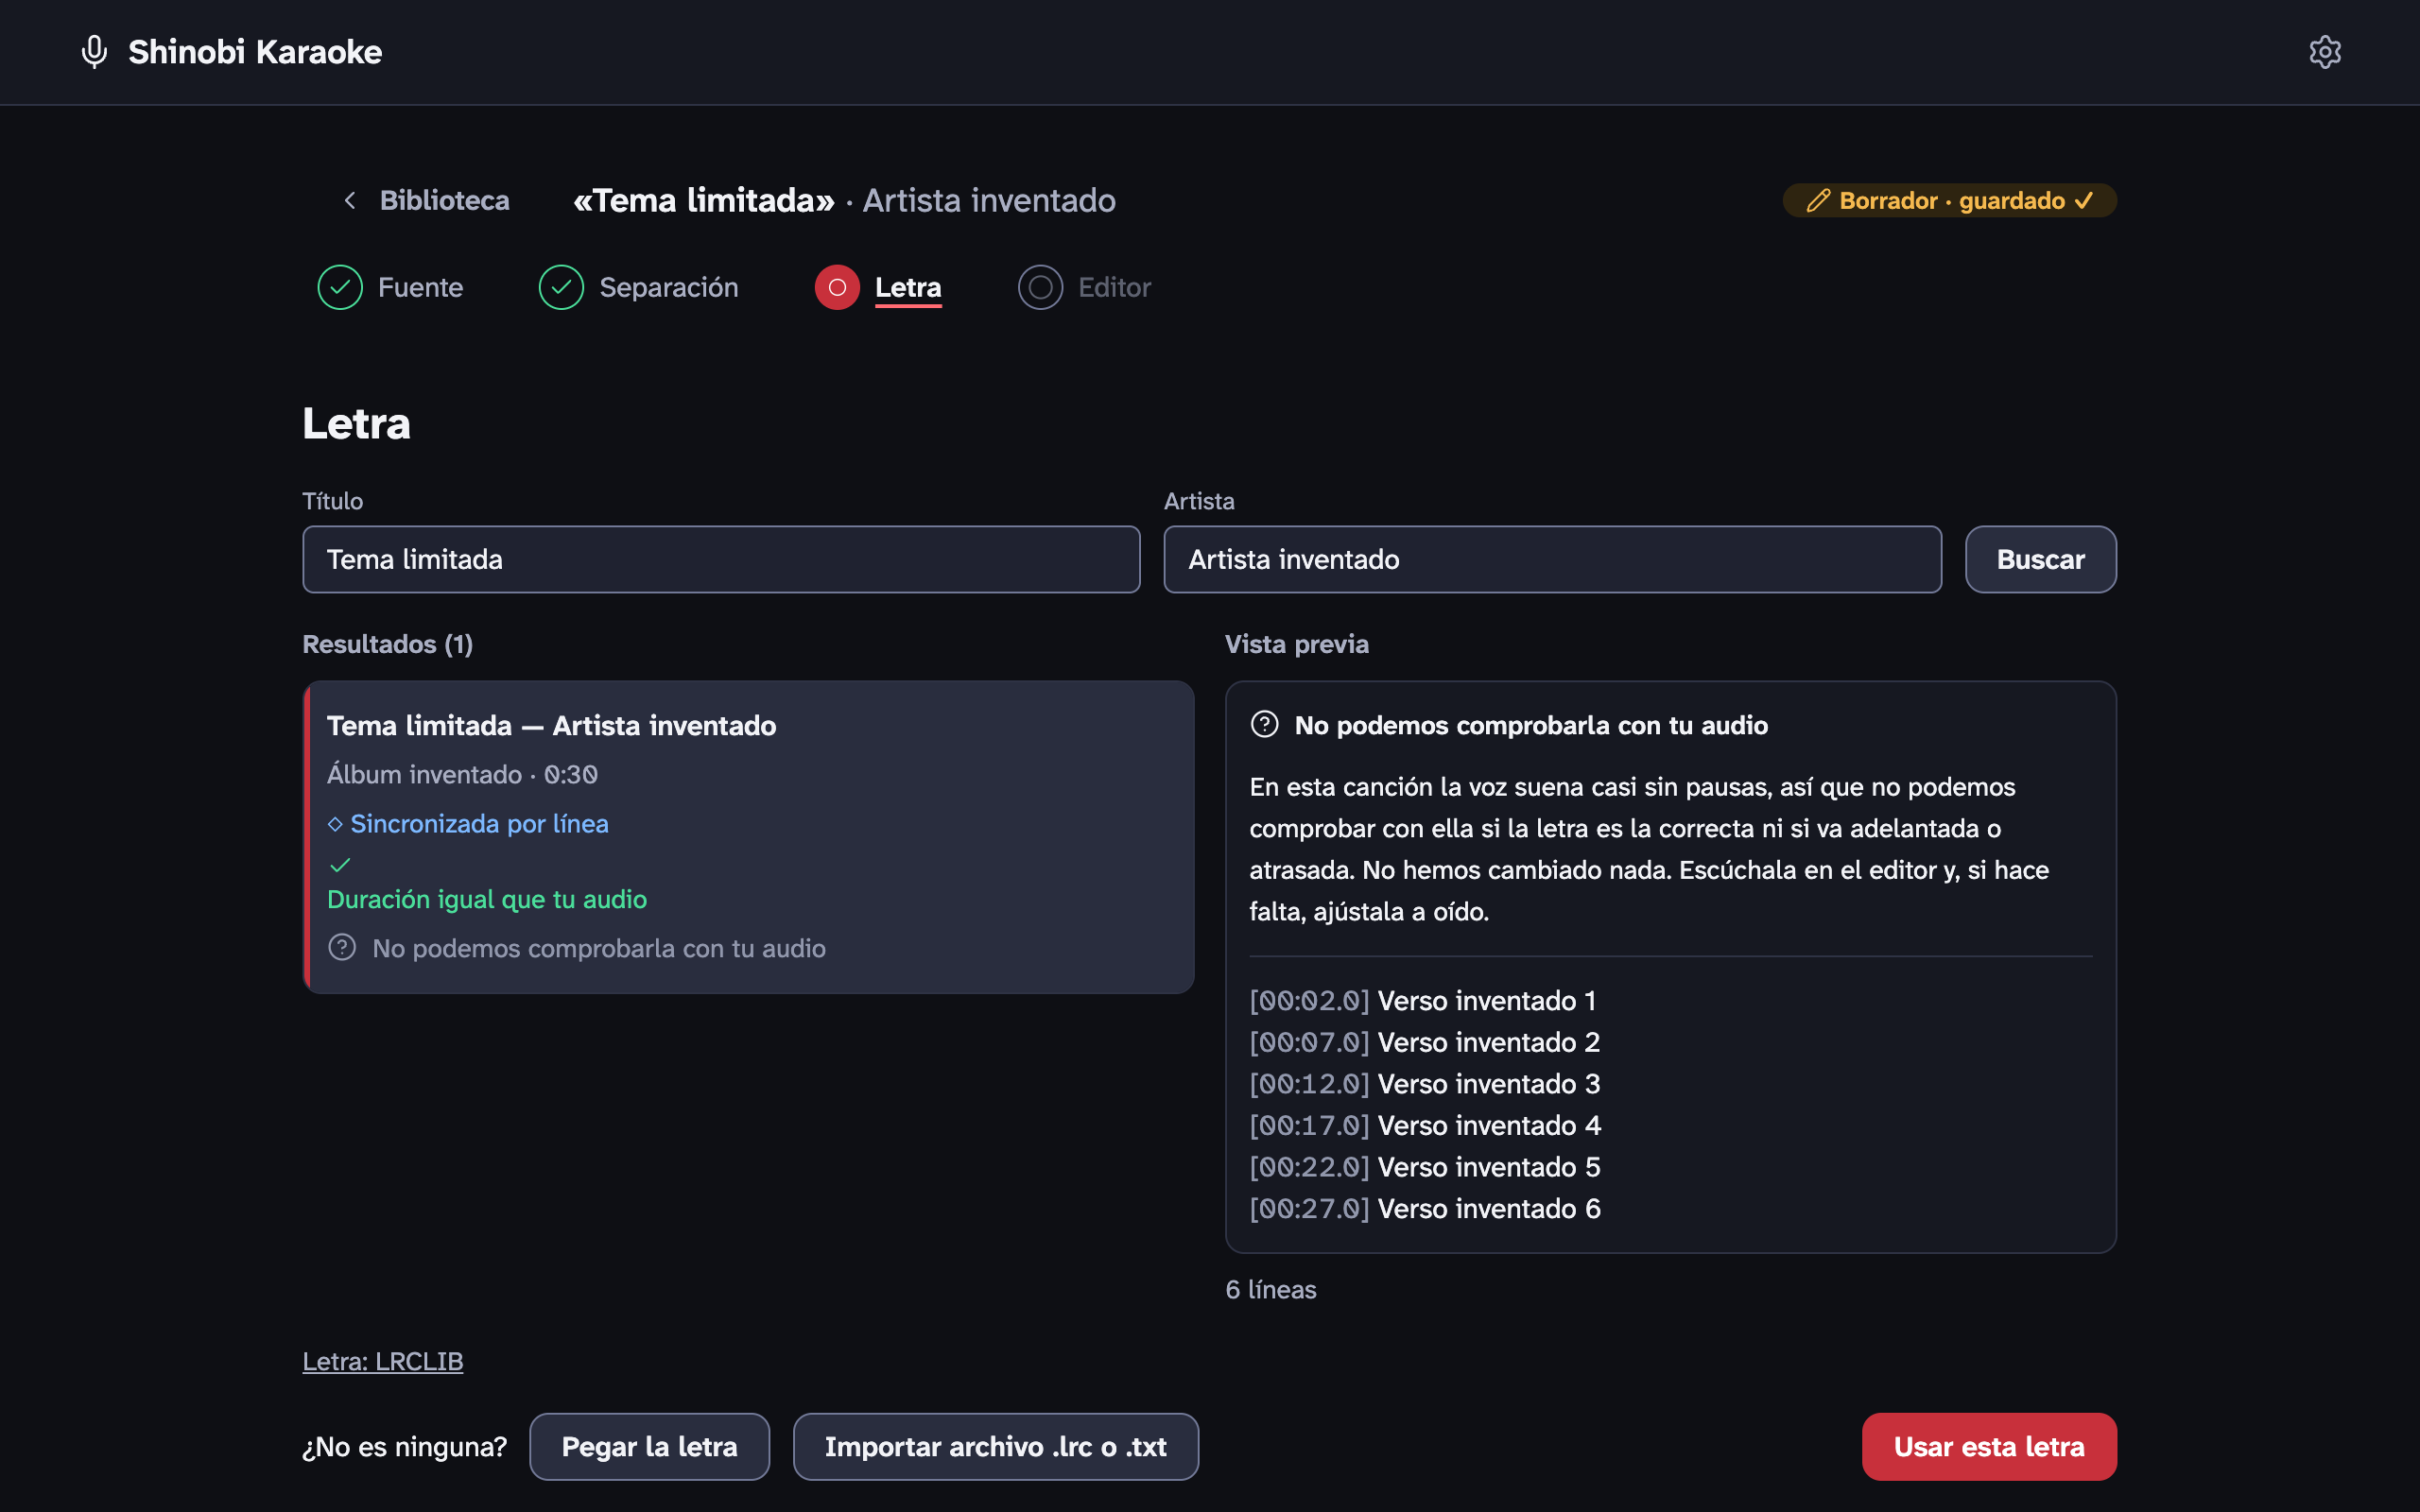 Shinobi Karaoke
Biblioteca
«Tema limitada» · Artista inventado
Borrador · guardado ✓
Fuente
Separación
Letra
Editor
Letra
Título
Artista
Tema limitada
Artista inventado
Buscar
Resultados (1)
Tema limitada — Artista inventado
Álbum inventado · 0:30
◇ Sincronizada por línea
✓
Duración igual que tu audio
No podemos comprobarla con tu audio
Vista previa
No podemos comprobarla con tu audio
En esta canción la voz suena casi sin pausas, así que no podemos
comprobar con ella si la letra es la correcta ni si va adelantada o
atrasada. No hemos cambiado nada. Escúchala en el editor y, si hace
falta, ajústala a oído.
[00:02.0] Verso inventado 1
[00:07.0] Verso inventado 2
[00:12.0] Verso inventado 3
[00:17.0] Verso inventado 4
[00:22.0] Verso inventado 5
[00:27.0] Verso inventado 6
6 líneas
Letra: LRCLIB
¿No es ninguna?
Pegar la letra
Importar archivo .lrc o .txt
Usar esta letra